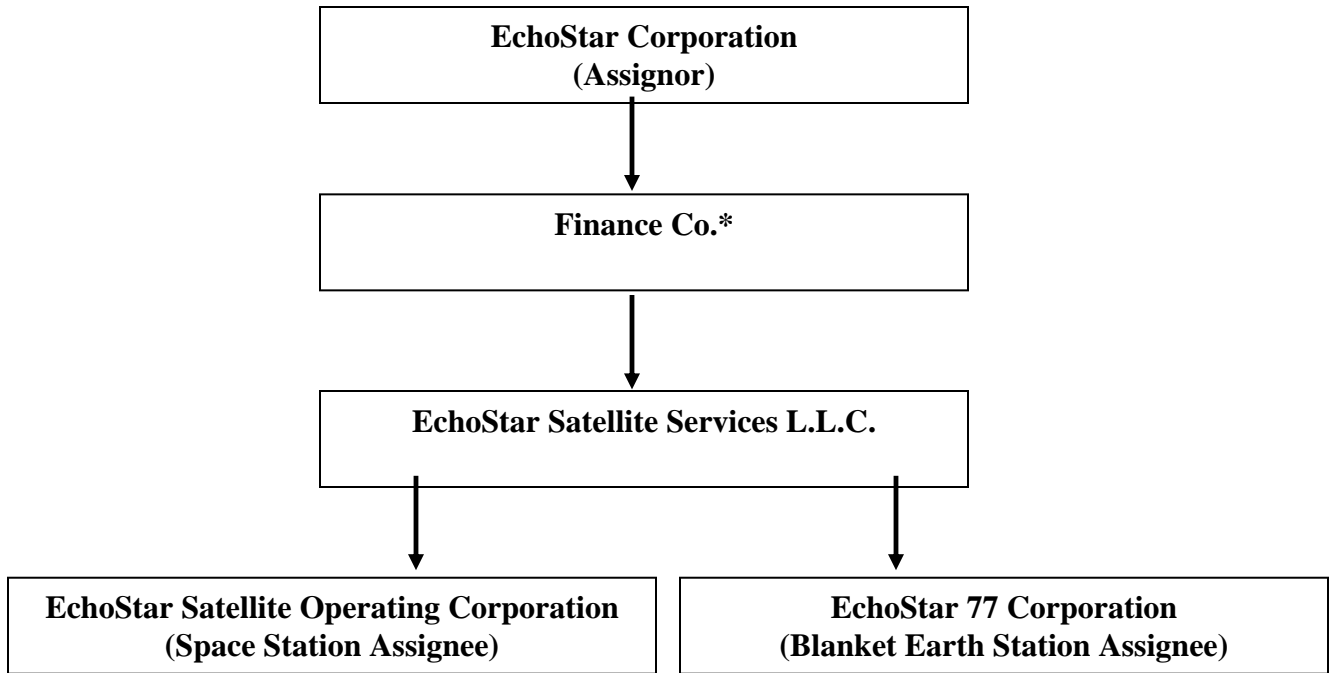 EchoStar Corporation
(Assignor)
Finance Co.*
EchoStar Satellite Services L.L.C.
EchoStar Satellite Operating Corporation
(Space Station Assignee)
EchoStar 77 Corporation
(Blanket Earth Station Assignee)